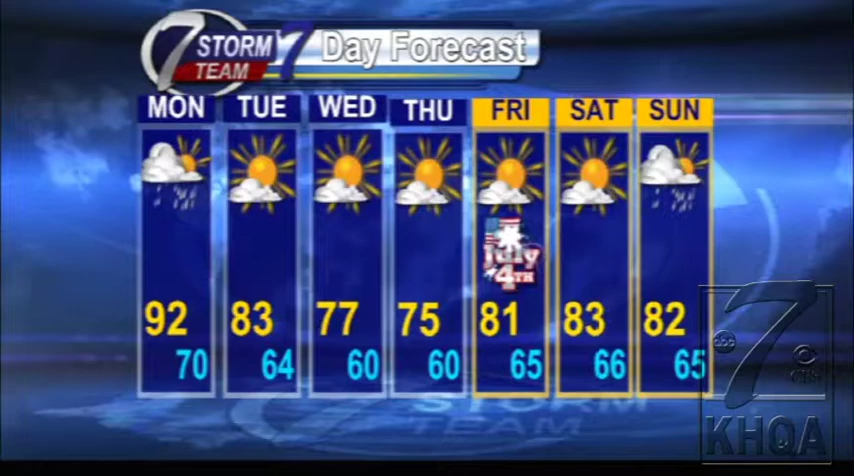 7 STORM TEAM
7 Day Forecast
MON TUE WED THU FRI SAT SUN
July
4TH
92 83 77 75 81 83 82
70 64 60 60 65 66 65
abc 7 CBS
KHQA
STORM
TEAM